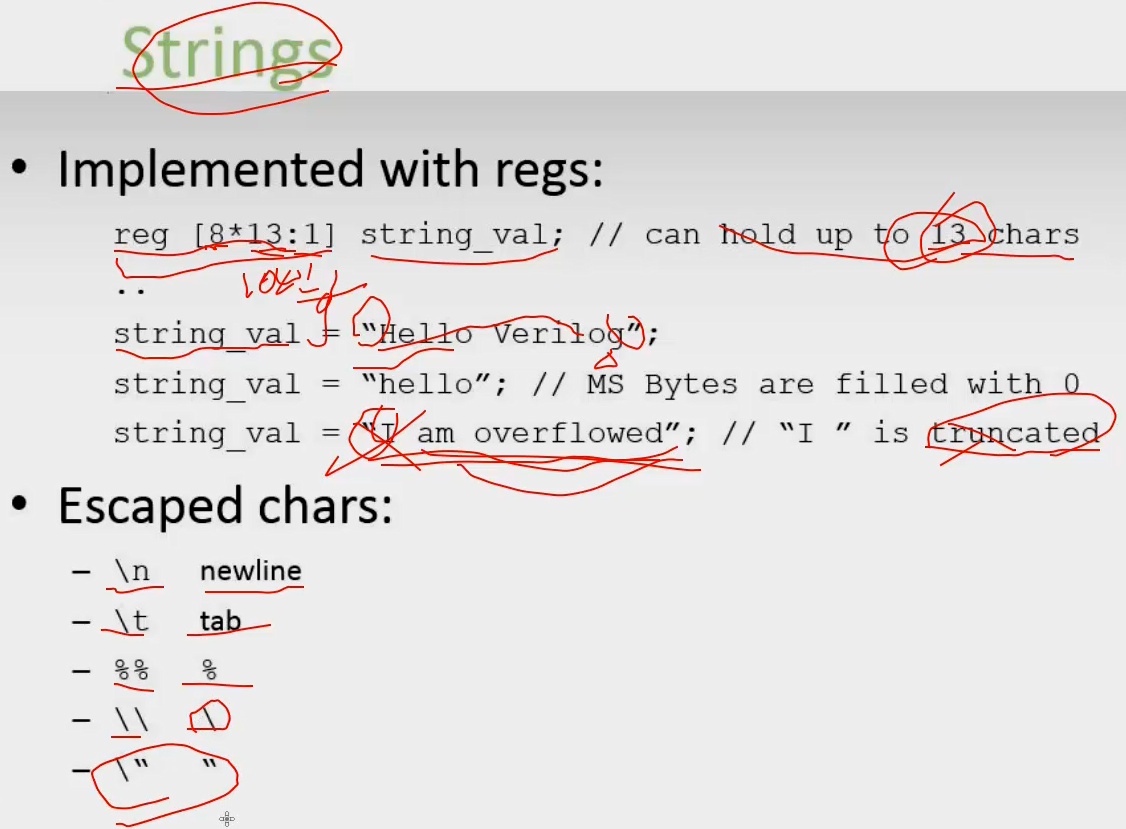 Strings
• Implemented with regs:
reg [8*13:1] string_val; // can hold up to 13 chars
..
string_val = “Hello Verilog”;
string_val = “hello”; // MS Bytes are filled with 0
string_val = “I am overflowed”; // “I ” is truncated
• Escaped chars:
– \n newline
– \t tab
– %% %
– \\ \
– \“ “